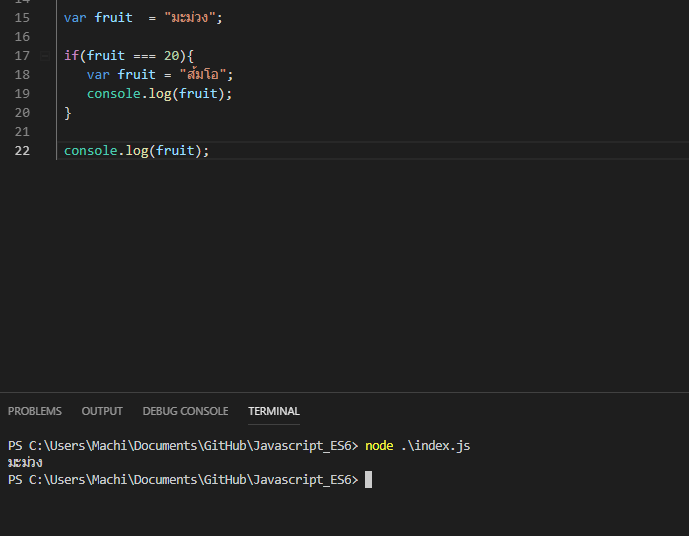 15 var fruit  = "มะม่วง";
16
17 if(fruit === 20){
18    var fruit = "ส้มโอ";
19    console.log(fruit);
20 }
21
22 console.log(fruit);
PROBLEMS OUTPUT DEBUG CONSOLE TERMINAL
PS C:\Users\Machi\Documents\GitHub\Javascript_ES6> node .\index.js
มะม่วง
PS C:\Users\Machi\Documents\GitHub\Javascript_ES6>